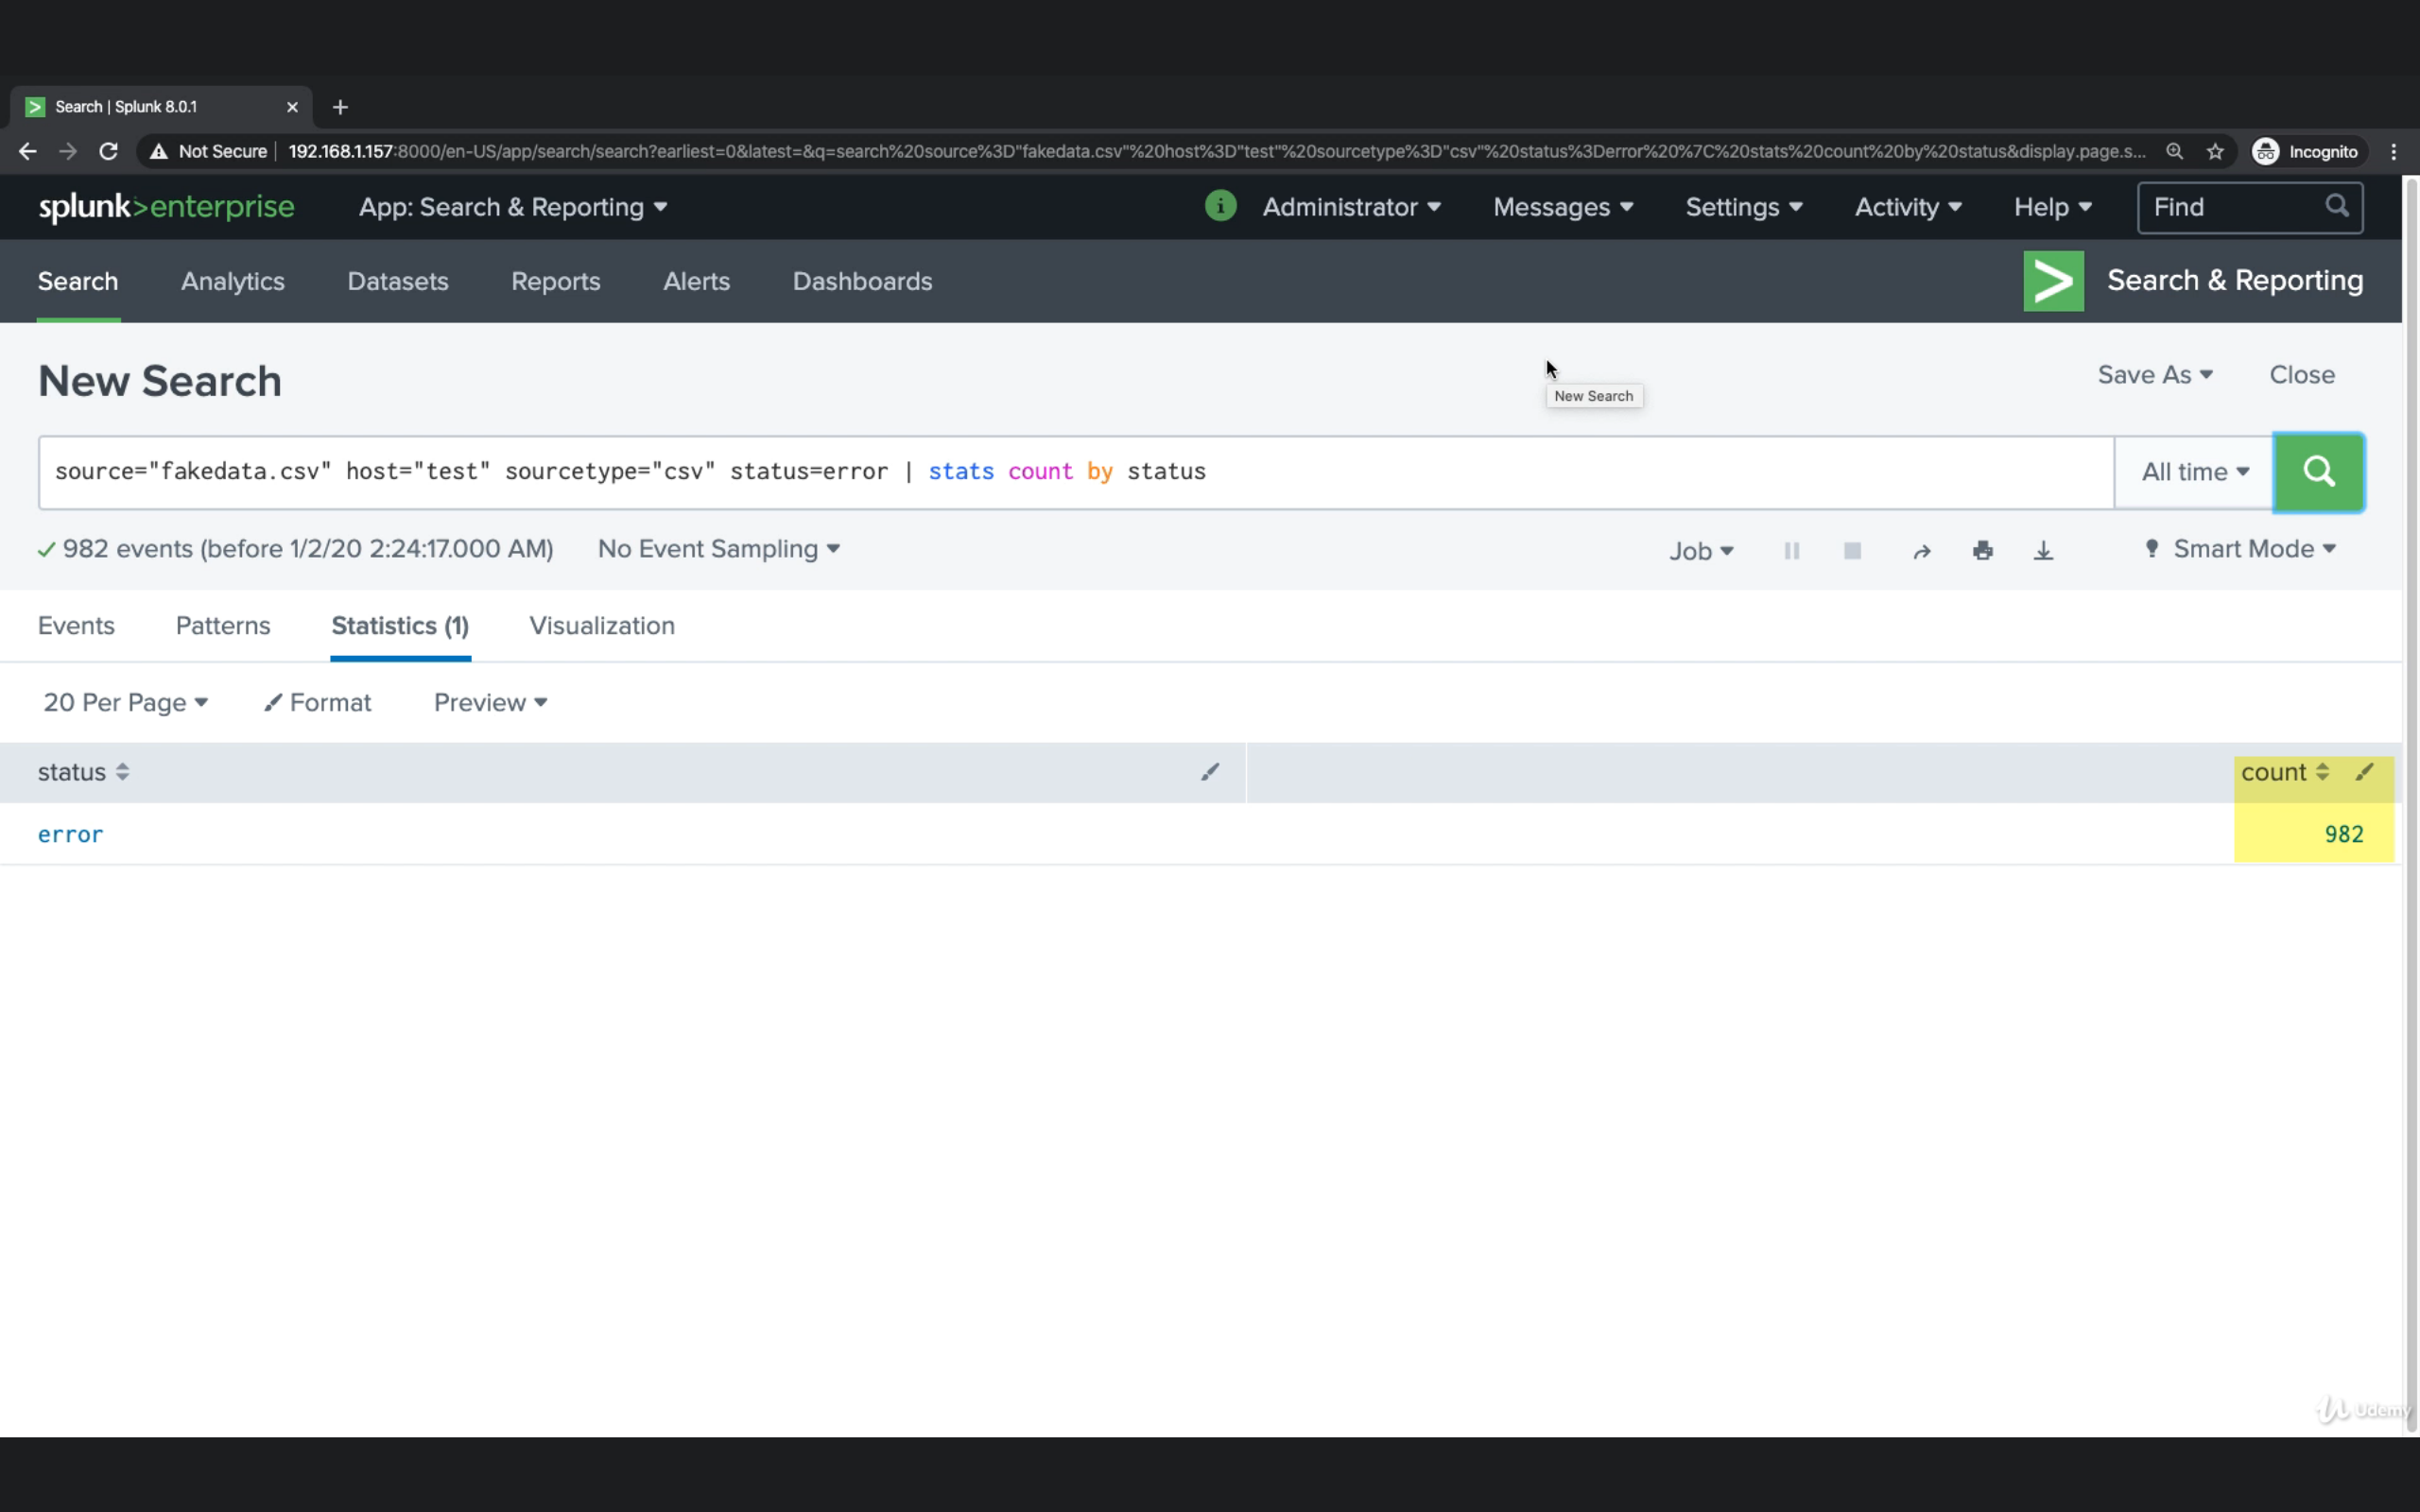 Search | Splunk 8.0.1
Not Secure 192.168.1.157:8000/en-US/app/search/search?earliest=0&latest=&q=search%20source%3D"fakedata.csv"%20host%3D"test"%20sourcetype%3D"csv"%20status%3Derror%20%7C%20stats%20count%20by%20status&display.page.s... Incognito
splunk>enterprise App: Search & Reporting i Administrator Messages Settings Activity Help Find
Search Analytics Datasets Reports Alerts Dashboards > Search & Reporting
New Search Save As Close
New Search
source="fakedata.csv" host="test" sourcetype="csv" status=error | stats count by status All time
982 events (before 1/2/20 2:24:17.000 AM) No Event Sampling Job Smart Mode
Events Patterns Statistics (1) Visualization
20 Per Page Format Preview
status count
error 982
Udemy